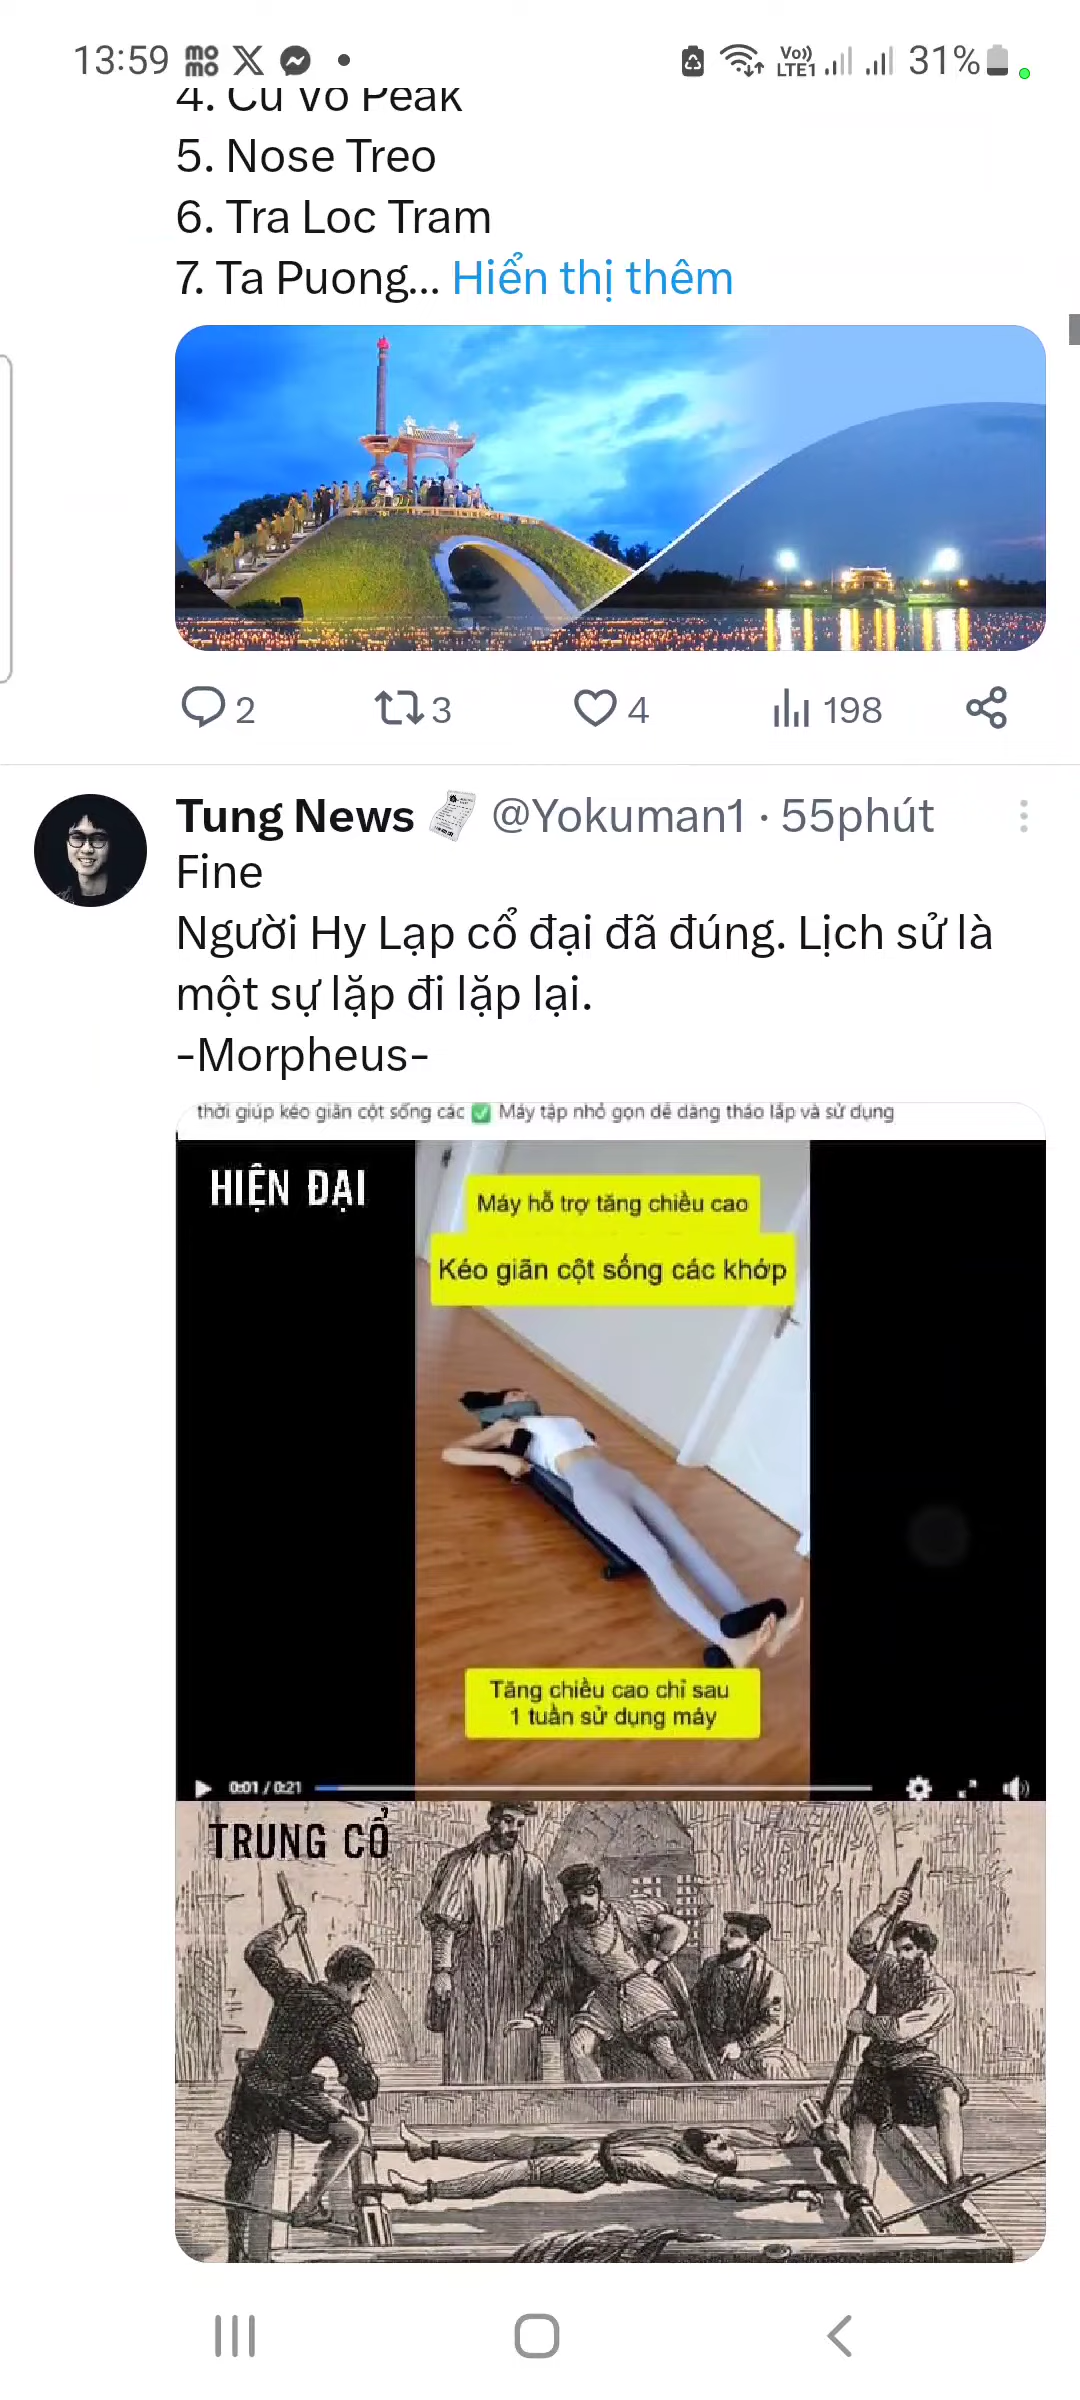 13:59
Vo))
LTE1
31%
4. Cu Vo Peak
5. Nose Treo
6. Tra Loc Tram
7. Ta Puong... Hiển thị thêm
2
3
4
198
Tung News @Yokuman1 · 55phút
Fine
Người Hy Lạp cổ đại đã đúng. Lịch sử là
một sự lặp đi lặp lại.
-Morpheus-
thời giúp kéo giãn cột sống các ✅ Máy tập nhỏ gọn dễ dàng tháo lắp và sử dụng
HIỆN ĐẠI
Máy hỗ trợ tăng chiều cao
Kéo giãn cột sống các khớp
Tăng chiều cao chỉ sau
1 tuần sử dụng máy
0:01 / 0:21
TRUNG CỔ